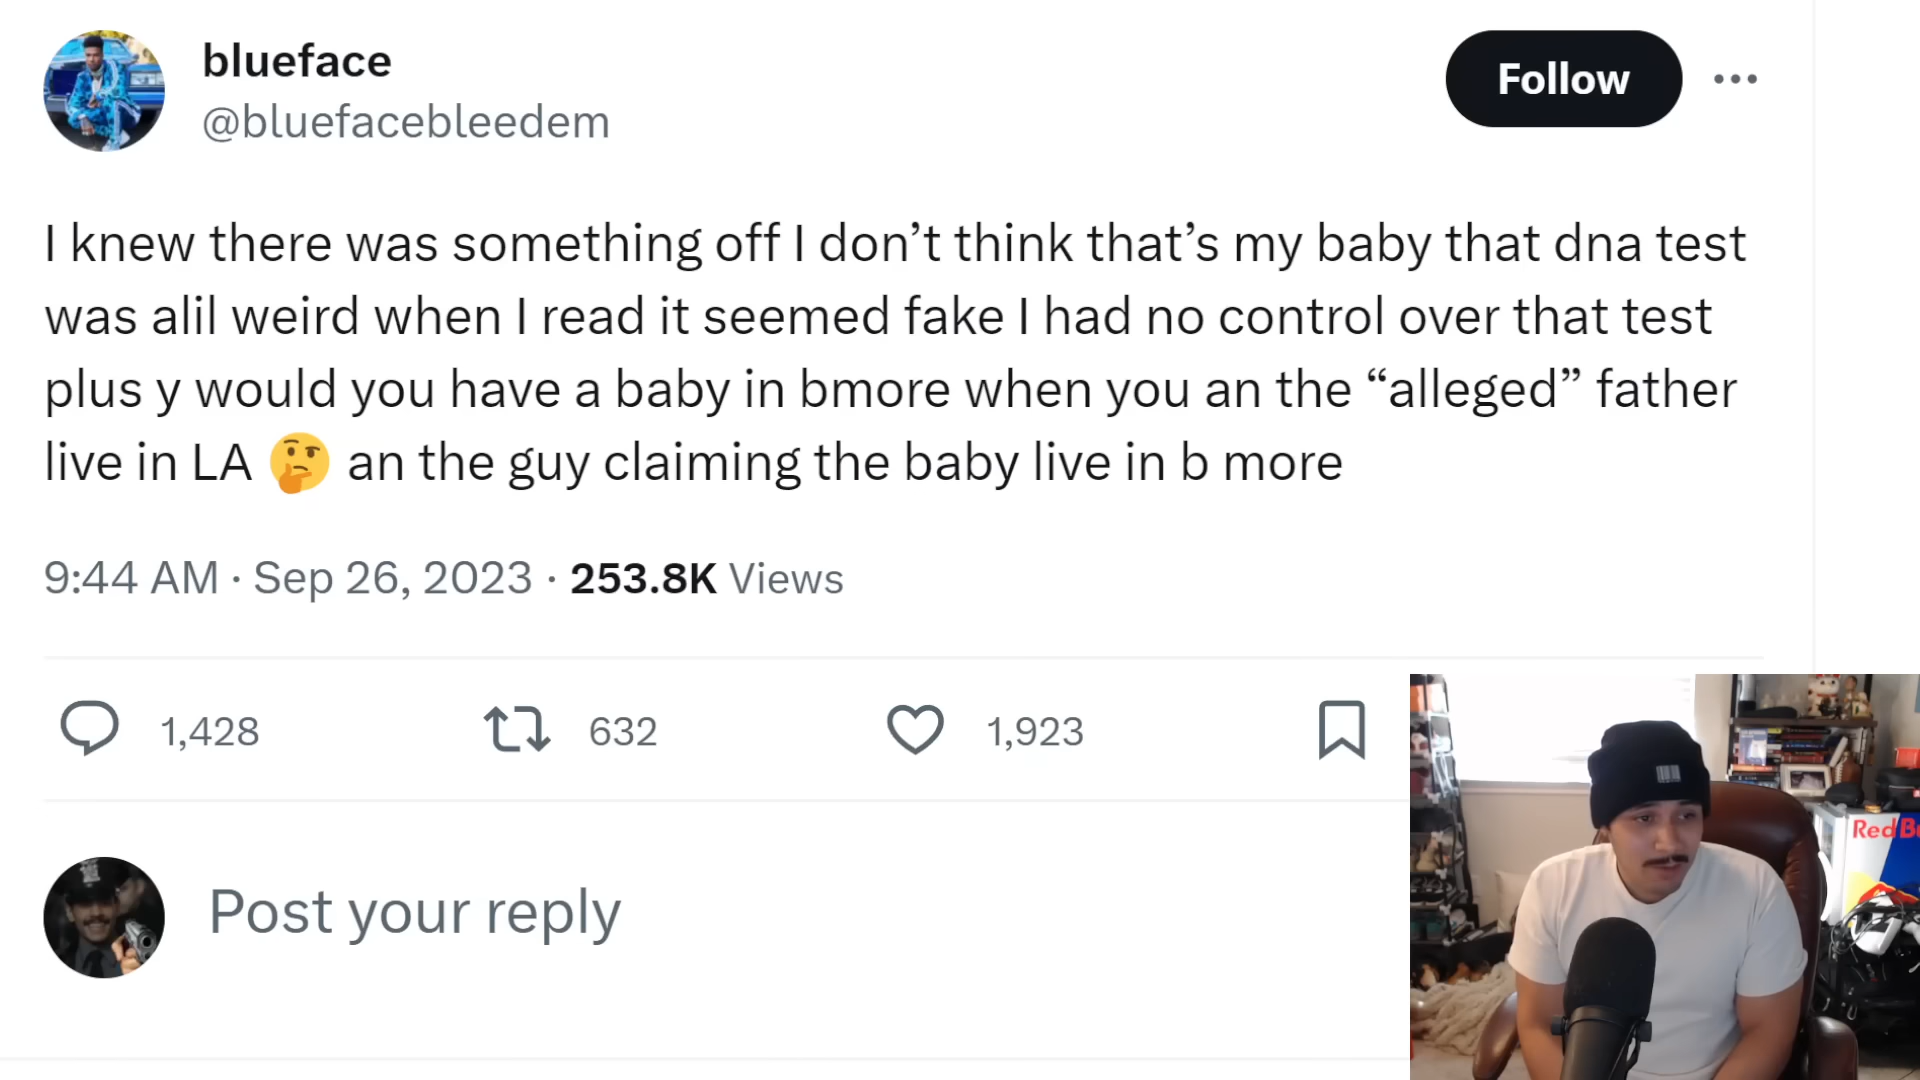 blueface
@bluefacebleedem
Follow
I knew there was something off I don’t think that’s my baby that dna test
was alil weird when I read it seemed fake I had no control over that test
plus y would you have a baby in bmore when you an the “alleged” father
live in LA 🤔 an the guy claiming the baby live in b more
9:44 AM · Sep 26, 2023 · 253.8K Views
1,428
632
1,923
Post your reply
Red